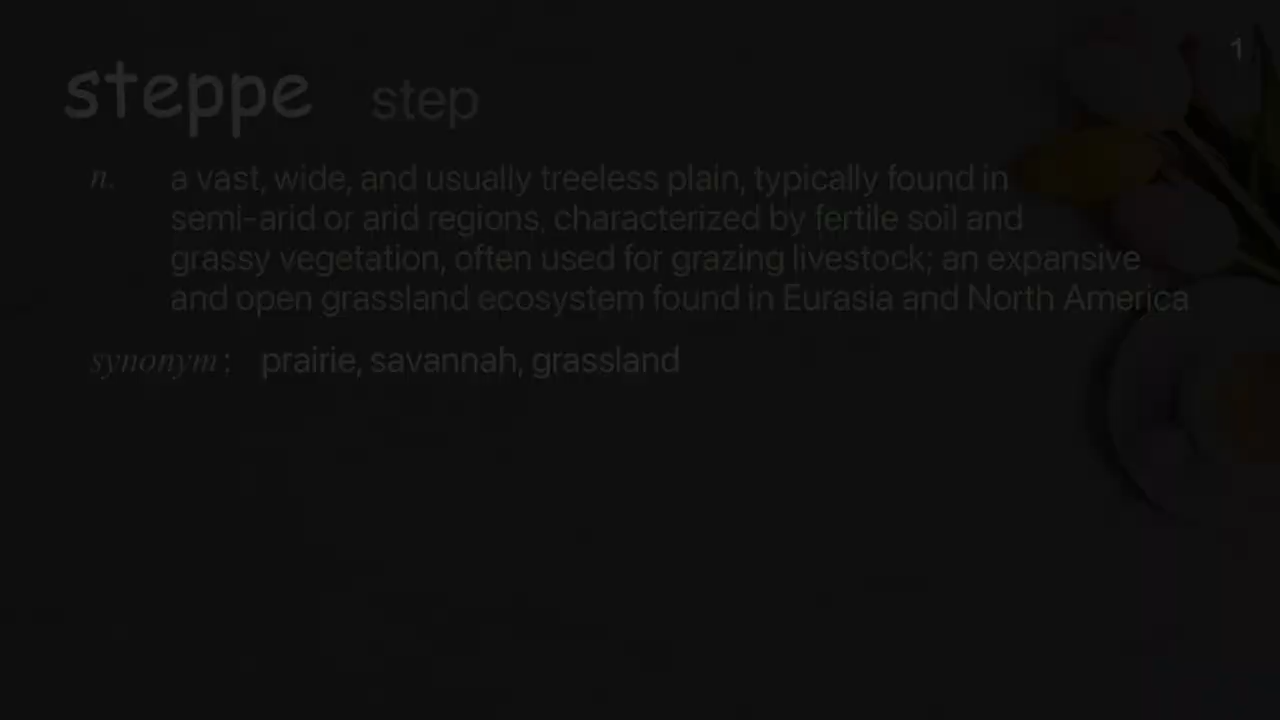 1
steppe step
n. a vast, wide, and usually treeless plain, typically found in
semi-arid or arid regions, characterized by fertile soil and
grassy vegetation, often used for grazing livestock; an expansive
and open grassland ecosystem found in Eurasia and North America
synonym: prairie, savannah, grassland